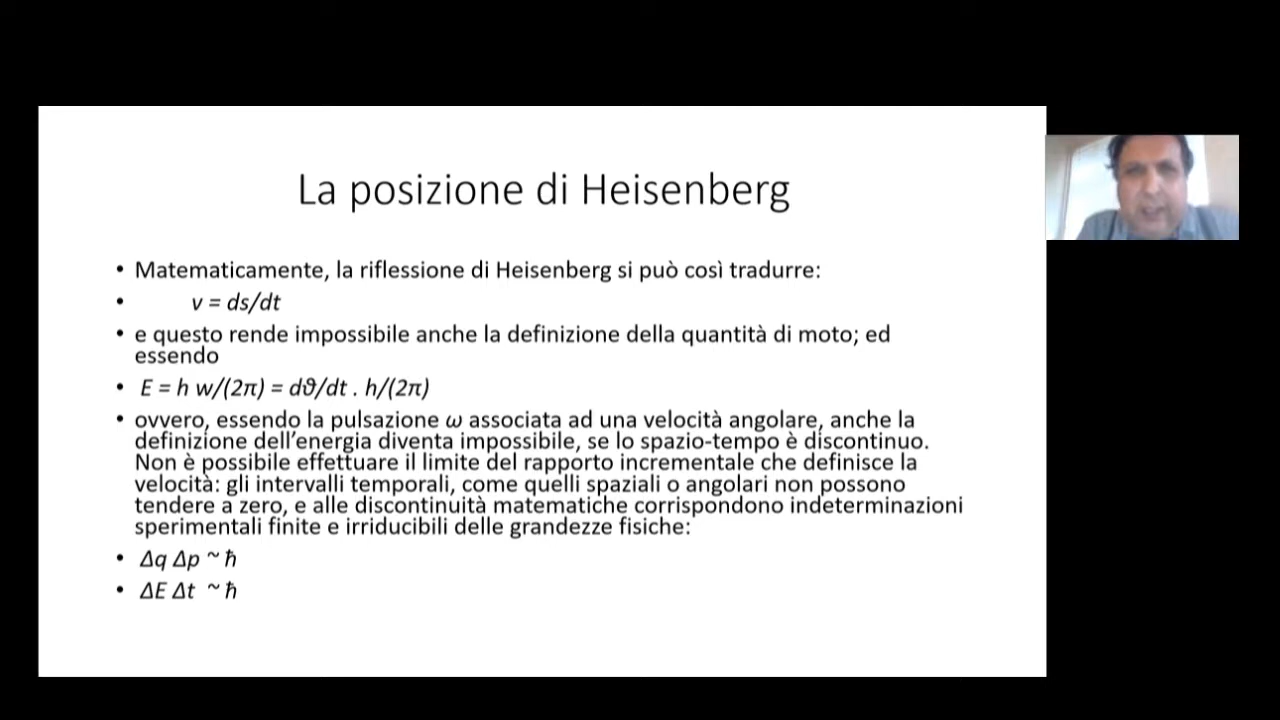 La posizione di Heisenberg
• Matematicamente, la riflessione di Heisenberg si può così tradurre:
• v = ds/dt
• e questo rende impossibile anche la definizione della quantità di moto; ed
essendo
• E = h w/(2π) = dϑ/dt . h/(2π)
• ovvero, essendo la pulsazione ω associata ad una velocità angolare, anche la
definizione dell’energia diventa impossibile, se lo spazio-tempo è discontinuo.
Non è possibile effettuare il limite del rapporto incrementale che definisce la
velocità: gli intervalli temporali, come quelli spaziali o angolari non possono
tendere a zero, e alle discontinuità matematiche corrispondono indeterminazioni
sperimentali finite e irriducibili delle grandezze fisiche:
• Δq Δp ~ ħ
• ΔE Δt ~ ħ